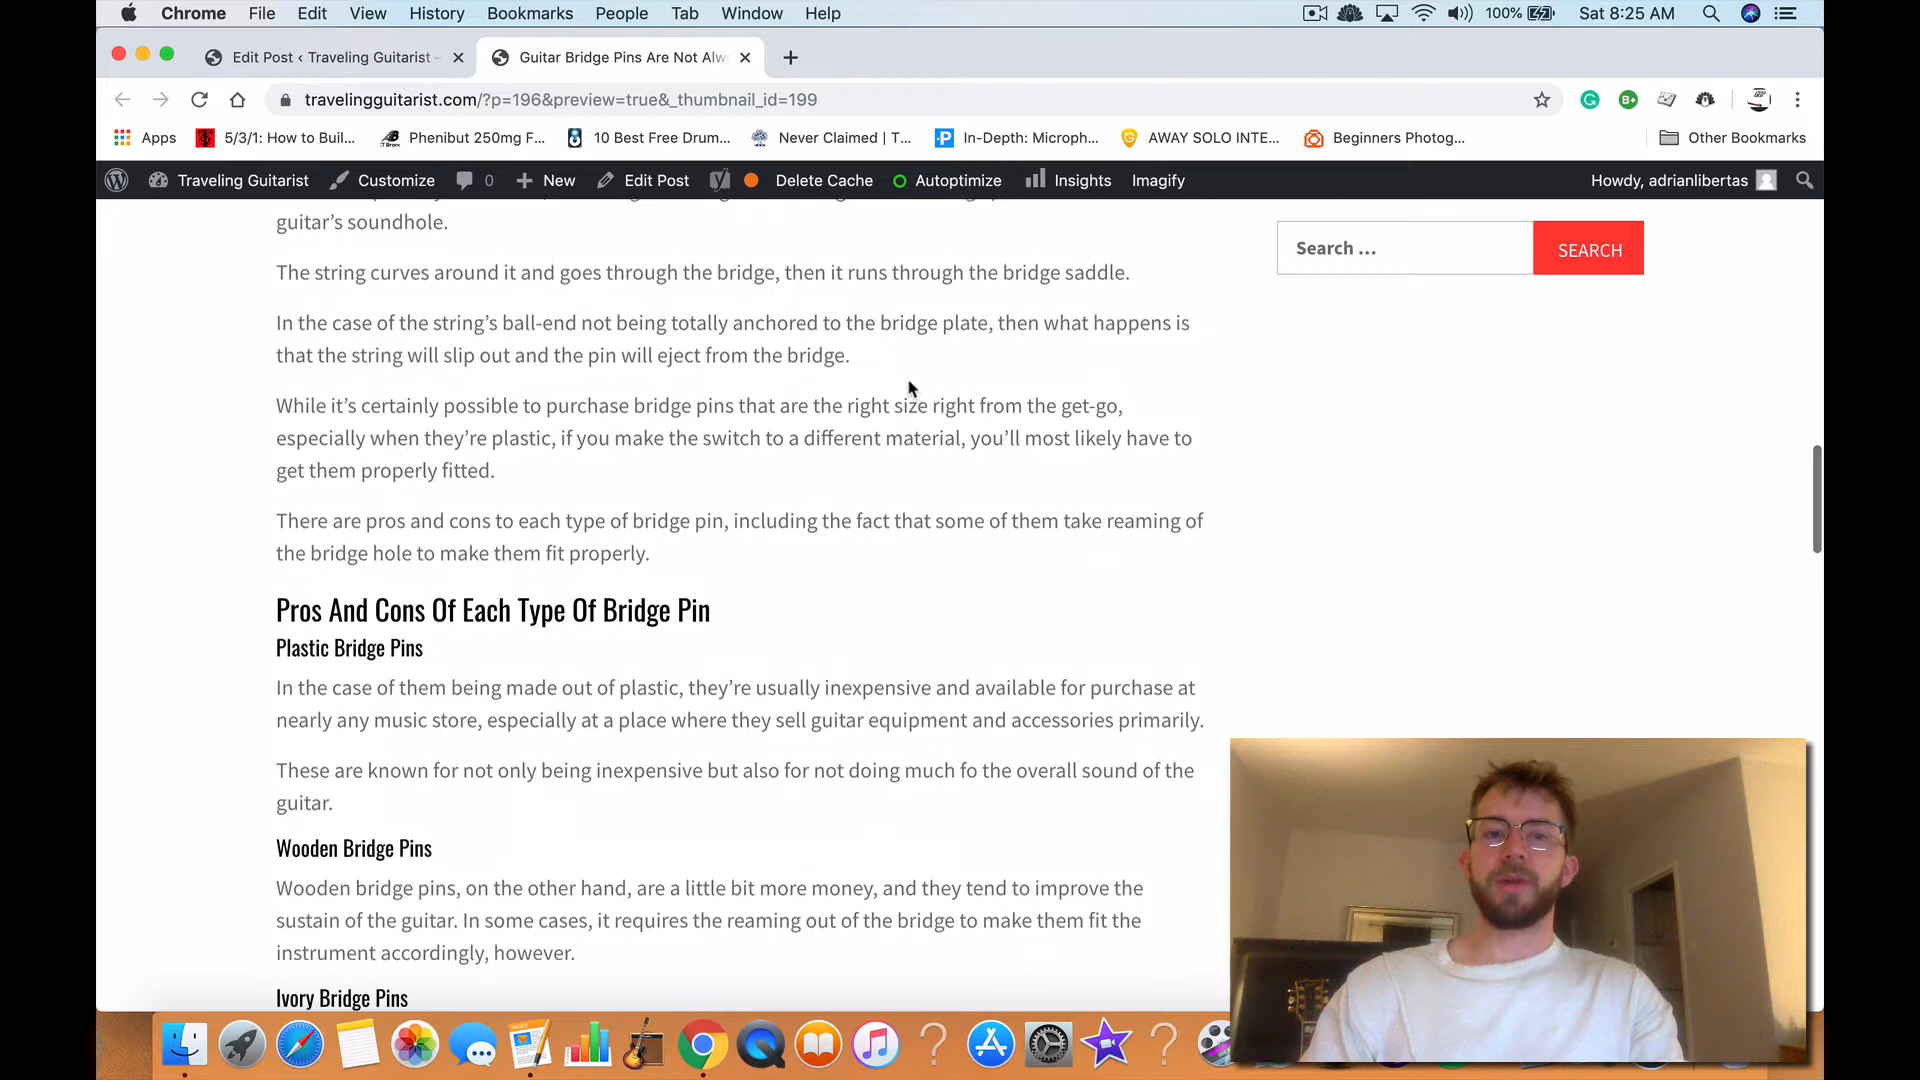 Chrome File Edit View History Bookmarks People Tab Window Help 100% Sat 8:25 AM
Edit Post ‹ Traveling Guitarist –
Guitar Bridge Pins Are Not Alw
travelingguitarist.com/?p=196&preview=true&_thumbnail_id=199
Apps 5/3/1: How to Buil... Phenibut 250mg F... 10 Best Free Drum... Never Claimed | T... In-Depth: Microph... AWAY SOLO INTE... Beginners Photog... Other Bookmarks
Traveling Guitarist Customize 0 New Edit Post Delete Cache Autoptimize Insights Imagify Howdy, adrianlibertas
guitar’s soundhole.
Search ...
SEARCH
The string curves around it and goes through the bridge, then it runs through the bridge saddle.
In the case of the string’s ball-end not being totally anchored to the bridge plate, then what happens is
that the string will slip out and the pin will eject from the bridge.
While it’s certainly possible to purchase bridge pins that are the right size right from the get-go,
especially when they’re plastic, if you make the switch to a different material, you’ll most likely have to
get them properly fitted.
There are pros and cons to each type of bridge pin, including the fact that some of them take reaming of
the bridge hole to make them fit properly.
Pros And Cons Of Each Type Of Bridge Pin
Plastic Bridge Pins
In the case of them being made out of plastic, they’re usually inexpensive and available for purchase at
nearly any music store, especially at a place where they sell guitar equipment and accessories primarily.
These are known for not only being inexpensive but also for not doing much fo the overall sound of the
guitar.
Wooden Bridge Pins
Wooden bridge pins, on the other hand, are a little bit more money, and they tend to improve the
sustain of the guitar. In some cases, it requires the reaming out of the bridge to make them fit the
instrument accordingly, however.
Ivory Bridge Pins